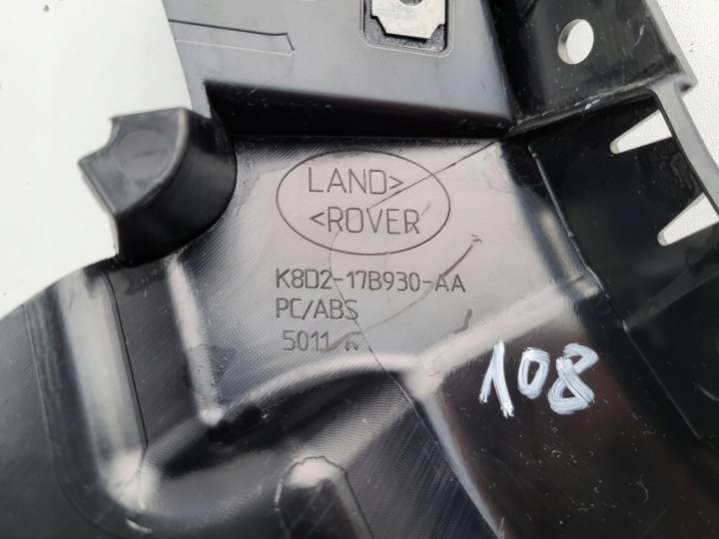 LAND>
<ROVER
K8D2-17B930-AA
PC/ABS
5011
108